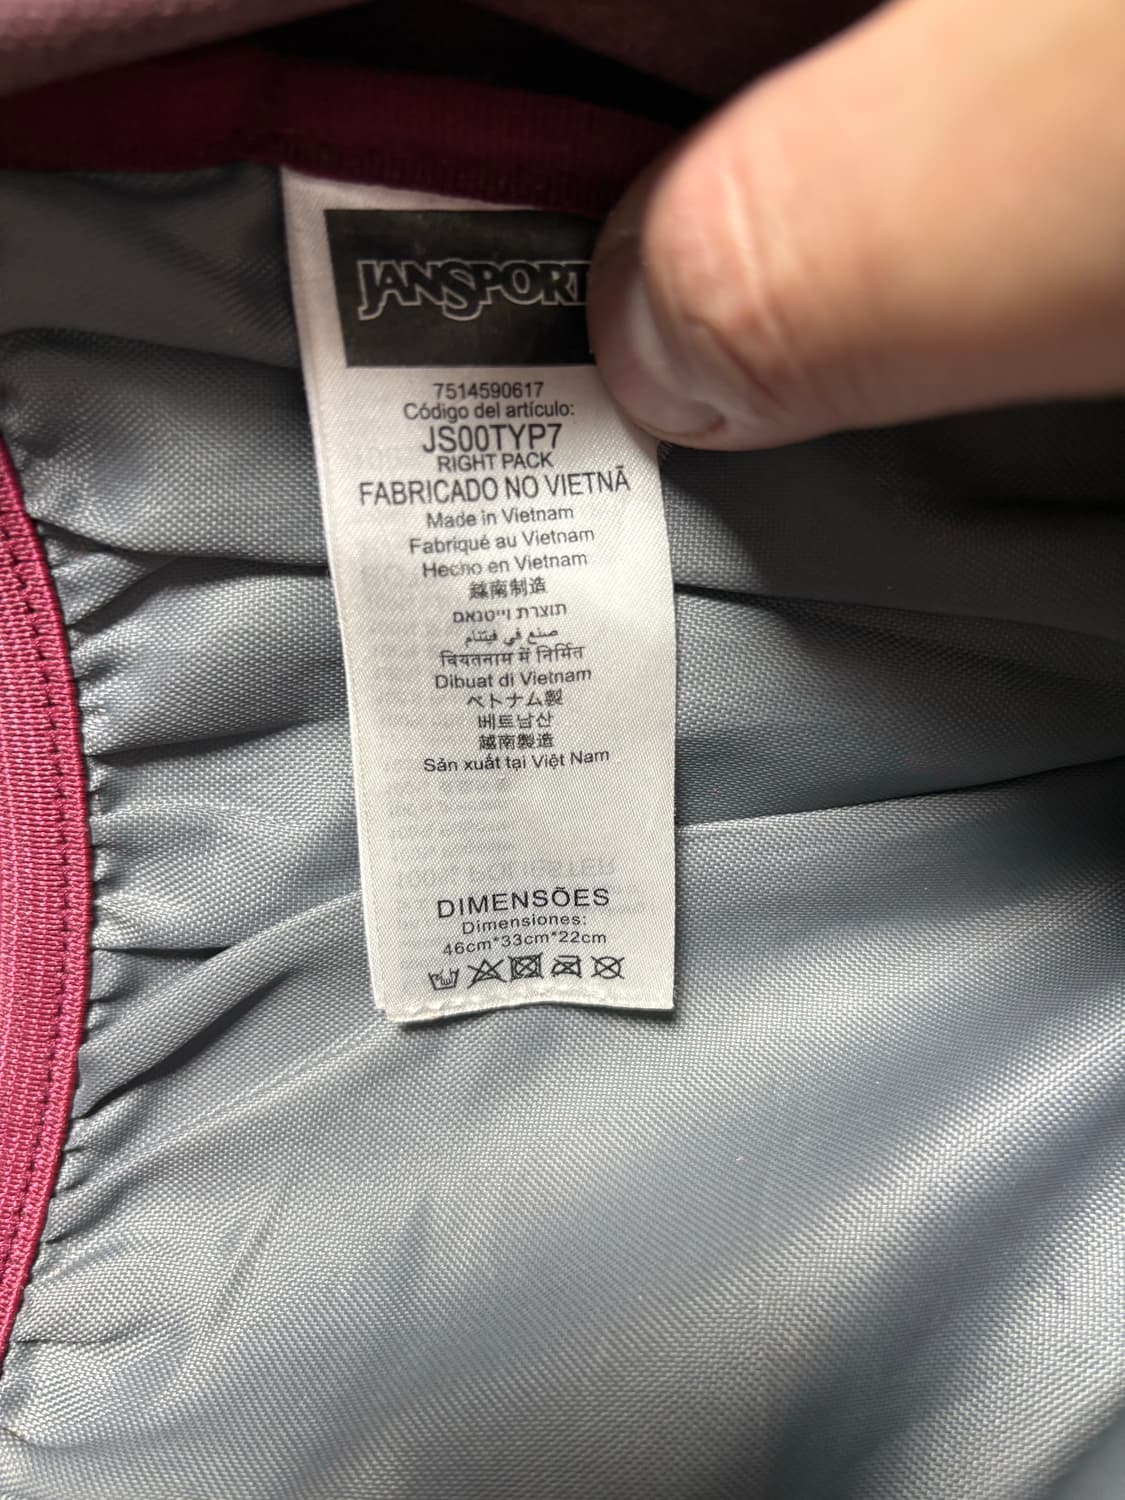 JANSPORT
7514590617
Código del artículo:
JS00TYP7
RIGHT PACK
FABRICADO NO VIETNÃ
Made in Vietnam
Fabriqué au Vietnam
Hecho en Vietnam
越南制造
תוצרת וייטנאם
صنع في فيتنام
वियतनाम में निर्मित
Dibuat di Vietnam
ベトナム製
베트남산
越南製造
Sản xuất tại Việt Nam
DIMENSÕES
Dimensiones:
46cm*33cm*22cm